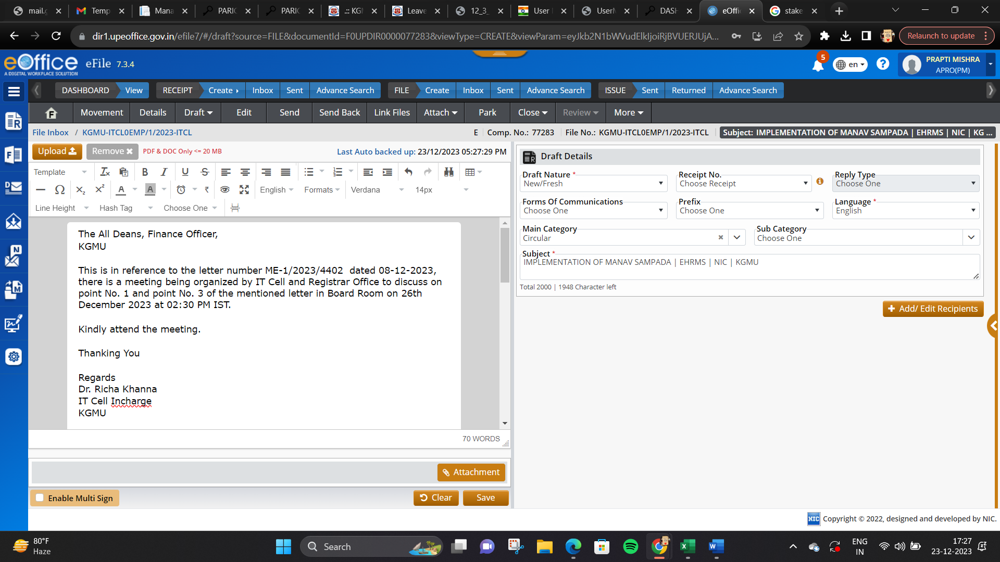 mail.g
Temp
Mana
PARIC
PARIC
.:: KGM
Leave
12_3_
User
UserM
DASH
eOffi
stake
dir1.upeoffice.gov.in/efile7/#/draft?source=FILE&documentId=F0UPDIR0000077283&viewType=CREATE&viewParam=eyJkb2N1bWVudElkIjoiRjBVUERJUjA...
Relaunch to update
eOffice
A DIGITAL WORKPLACE SOLUTION
eFile 7.3.4
5
en
PRAPTI MISHRA
APRO(PM)
DASHBOARD View RECEIPT Create Inbox Sent Advance Search FILE Create Inbox Sent Advance Search ISSUE Sent Returned Advance Search
Movement Details Draft Edit Send Send Back Link Files Attach Park Close Review More
File Inbox / KGMU-ITCL0EMP/1/2023-ITCL
E Comp. No.: 77283 File No.: KGMU-ITCL0EMP/1/2023-ITCL Subject: IMPLEMENTATION OF MANAV SAMPADA | EHRMS | NIC | KG ...
Upload Remove PDF & DOC Only <= 20 MB Last Auto backed up: 23/12/2023 05:27:29 PM
Template
English Formats Verdana 14px
Line Height Hash Tag Choose One
The All Deans, Finance Officer,
KGMU
This is in reference to the letter number ME-1/2023/4402 dated 08-12-2023,
there is a meeting being organized by IT Cell and Registrar Office to discuss on
point No. 1 and point No. 3 of the mentioned letter in Board Room on 26th
December 2023 at 02:30 PM IST.
Kindly attend the meeting.
Thanking You
Regards
Dr. Richa Khanna
IT Cell Incharge
KGMU
70 WORDS
Attachment
Enable Multi Sign Clear Save
Draft Details
Draft Nature * Receipt No. Reply Type
New/Fresh Choose Receipt Choose One
Forms Of Communications Prefix Language *
Choose One Choose One English
Main Category Sub Category
Circular Choose One
Subject *
IMPLEMENTATION OF MANAV SAMPADA | EHRMS | NIC | KGMU
Total 2000 | 1948 Character left
+ Add/ Edit Recipients
NIC Copyright © 2022, designed and developed by NIC.
80°F
Haze
Search
ENG
IN
17:27
23-12-2023